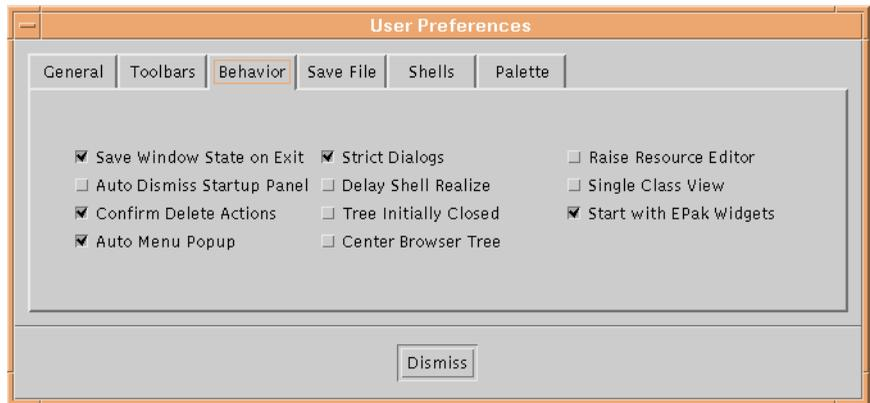 User Preferences
General Toolbars Behavior Save File Shells Palette
Save Window State on Exit Strict Dialogs Raise Resource Editor
Auto Dismiss Startup Panel Delay Shell Realize Single Class View
Confirm Delete Actions Tree Initially Closed Start with EPak Widgets
Auto Menu Popup Center Browser Tree
Dismiss